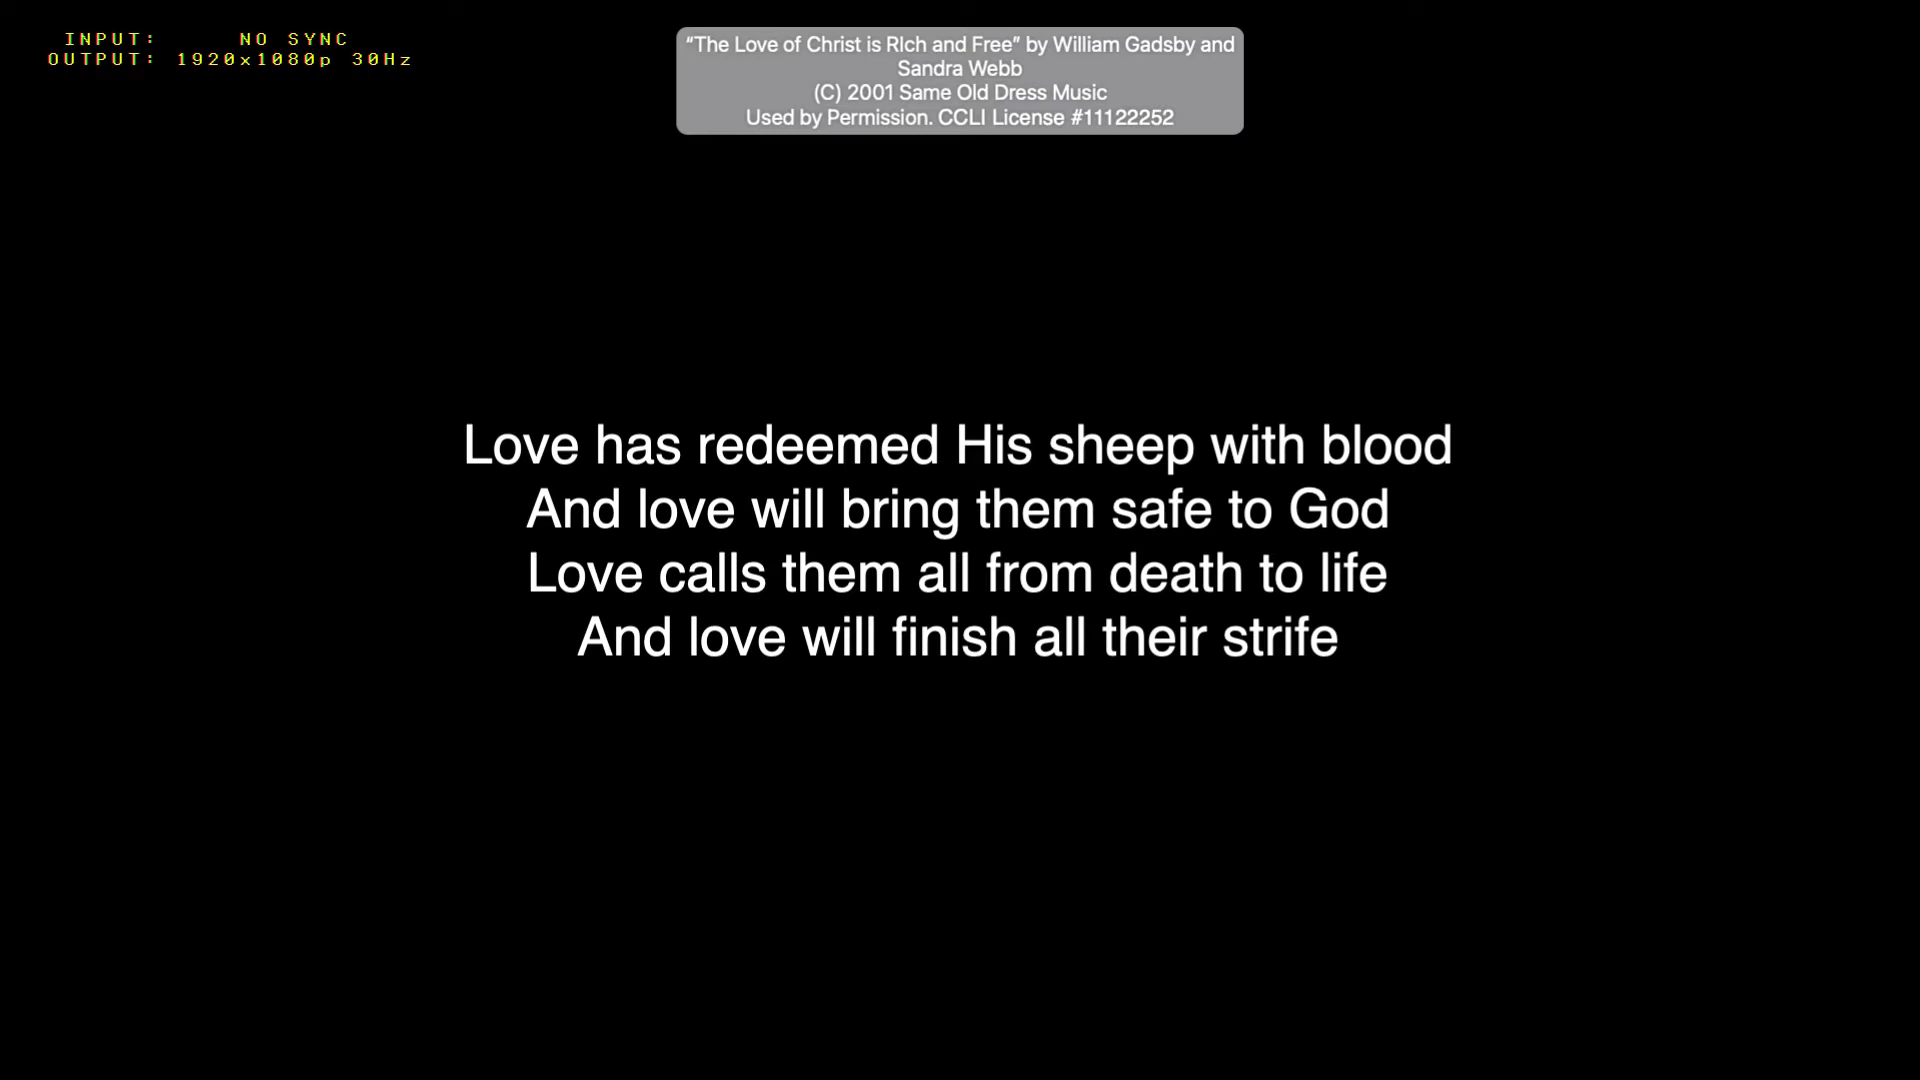 INPUT: NO SYNC
OUTPUT: 1920x1080p 30Hz
“The Love of Christ is RIch and Free” by William Gadsby and
Sandra Webb
(C) 2001 Same Old Dress Music
Used by Permission. CCLI License #11122252
Love has redeemed His sheep with blood
And love will bring them safe to God
Love calls them all from death to life
And love will finish all their strife